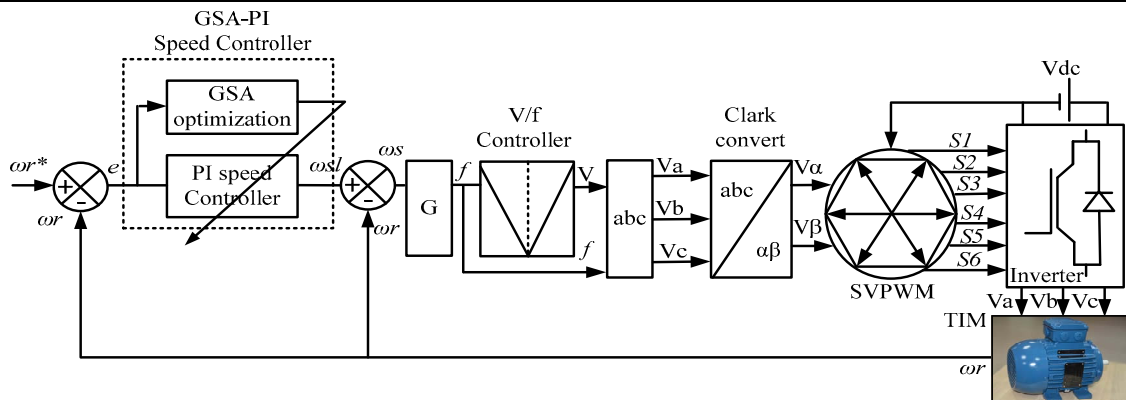 GSA-PI
Speed Controller
GSA
optimization
PI speed
Controller
ωr*
+
-
ωr
e
ωsl
+
-
ωr
ωs
G
f
V/f
Controller
V
f
abc
Va
Vb
Vc
Clark
convert
abc
αβ
Vα
Vβ
SVPWM
S1
S2
S3
S4
S5
S6
Vdc
Inverter
Va
Vb
Vc
TIM
ωr